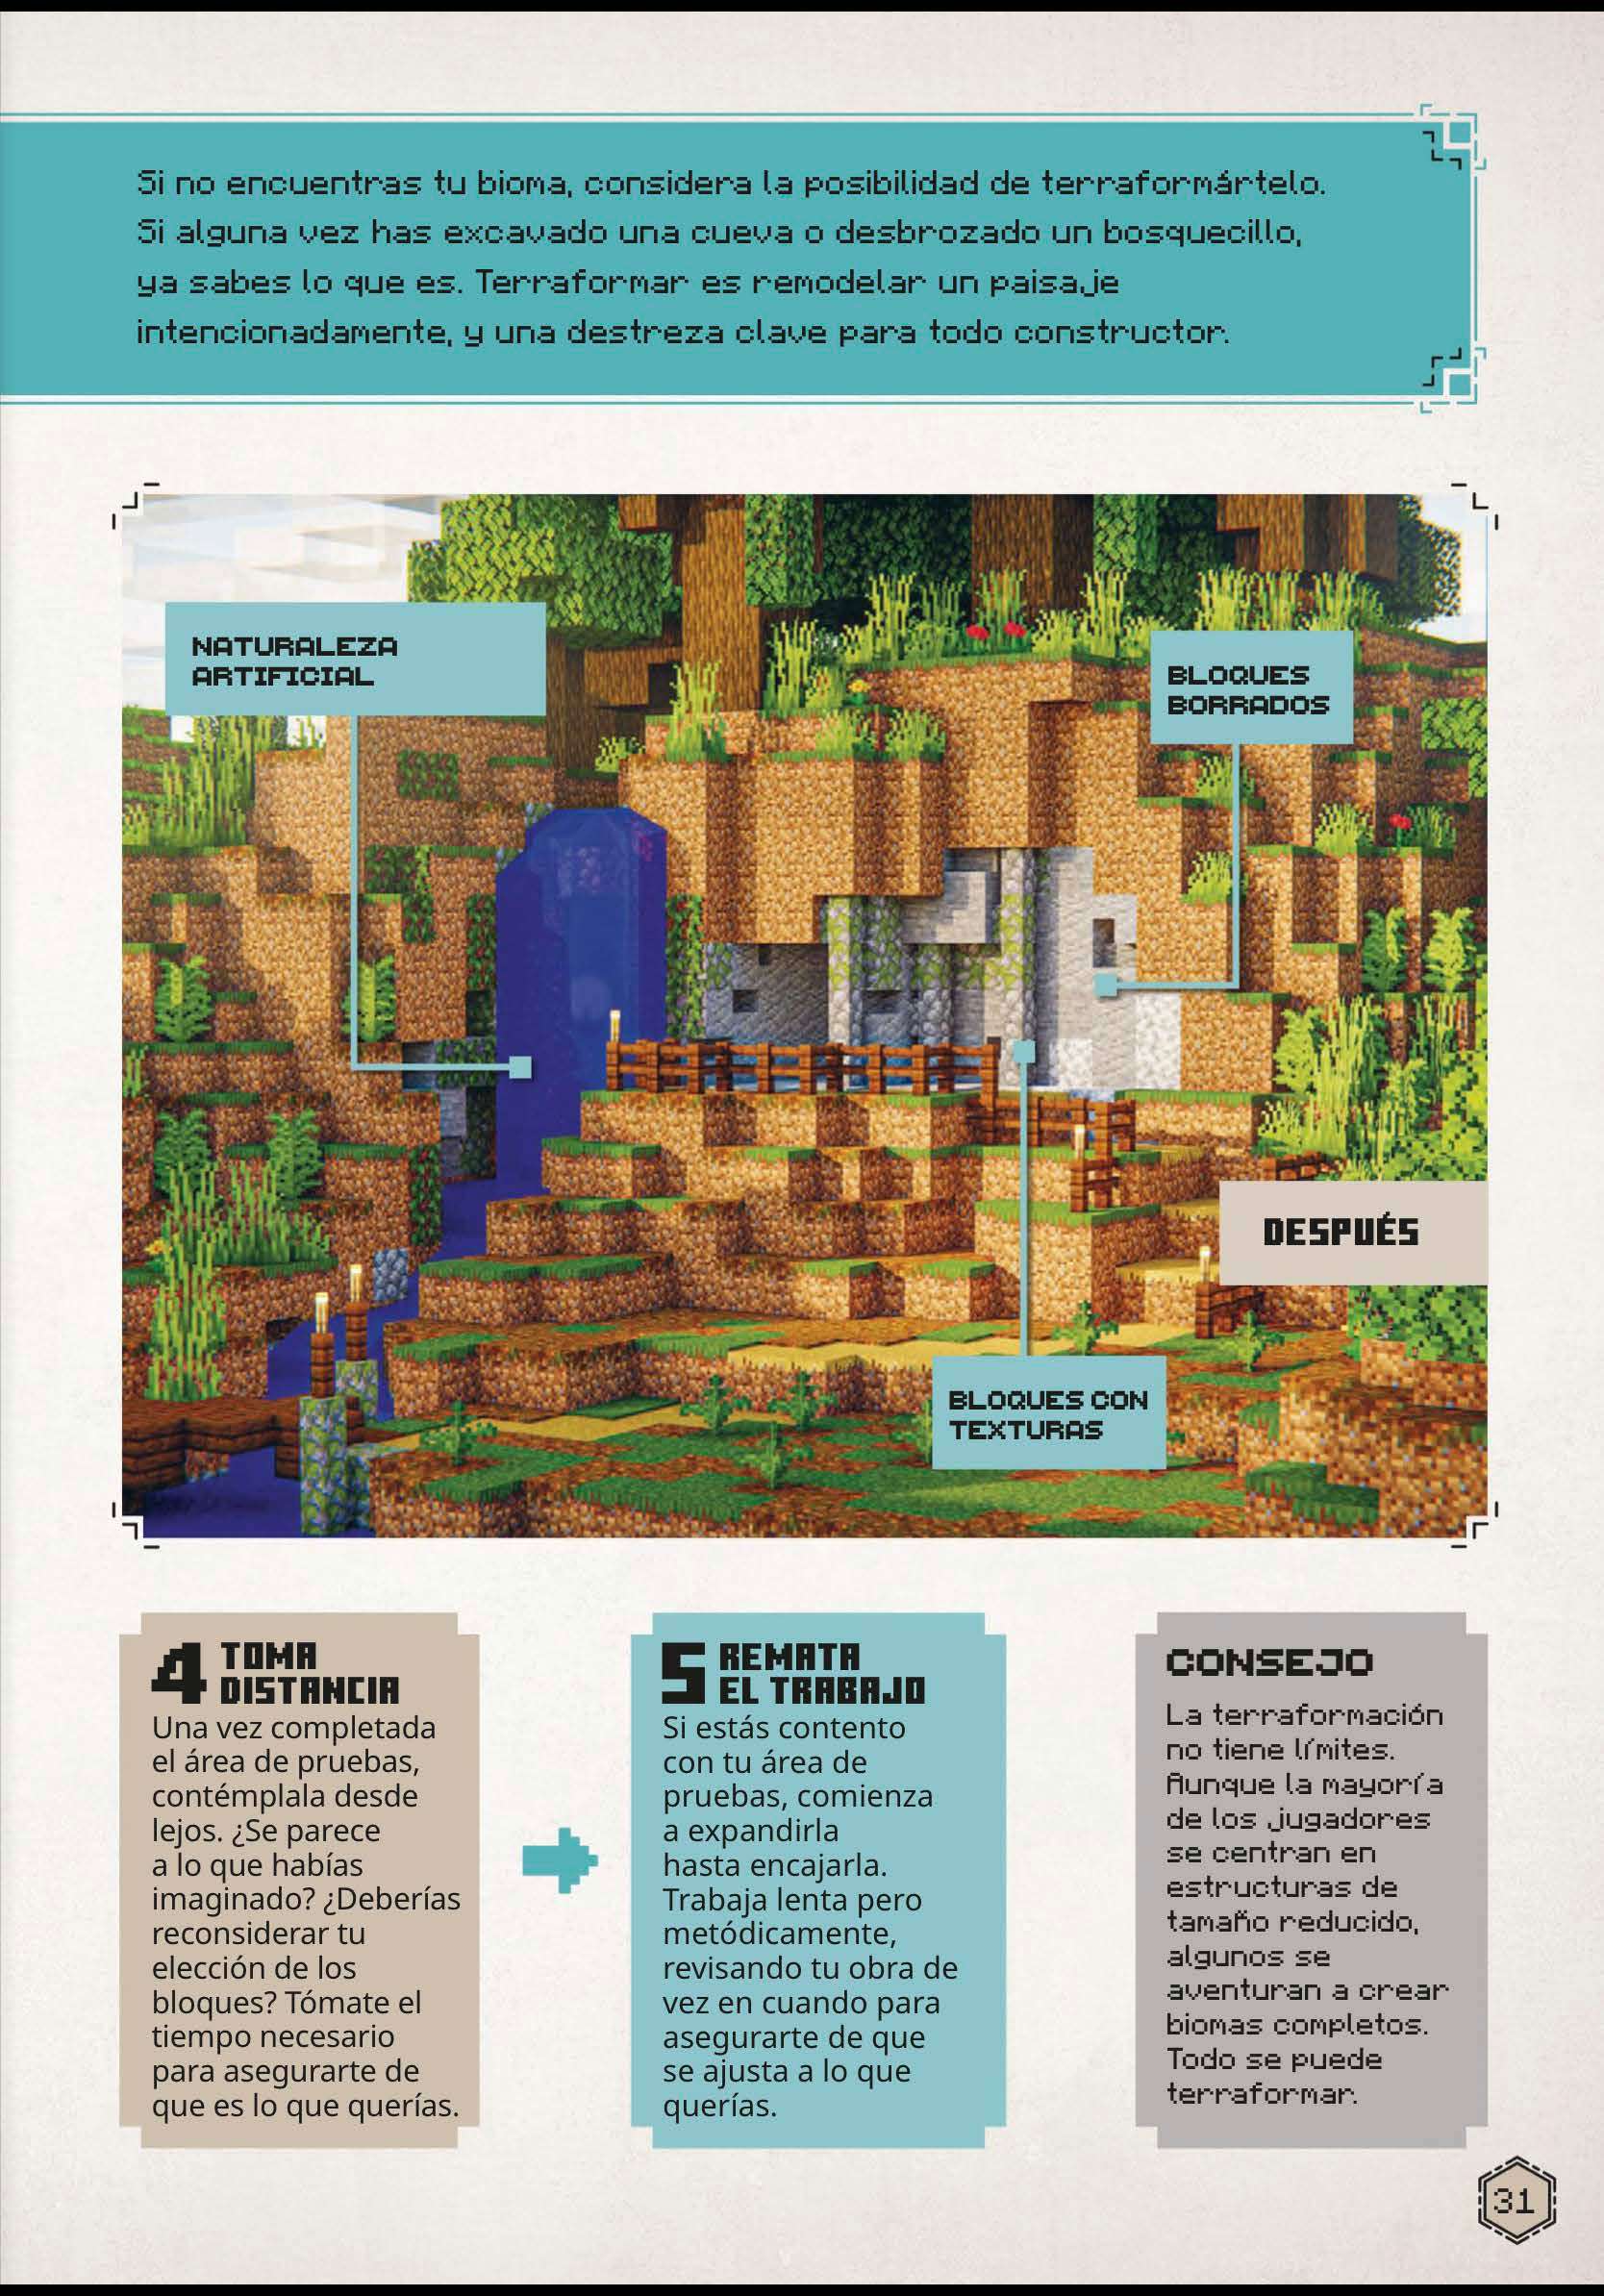 Si no encuentras tu bioma, considera la posibilidad de terraformártelo.
Si alguna vez has excavado una cueva o desbrozado un bosquecillo,
ya sabes lo que es. Terraformar es remodelar un paisaje
intencionadamente, y una destreza clave para todo constructor.
NATURALEZA
ARTIFICIAL
BLOQUES
BORRADOS
DESPUÉS
BLOQUES CON
TEXTURAS
4 TOMA
DISTANCIA
Una vez completada
el área de pruebas,
contémplala desde
lejos. ¿Se parece
a lo que habías
imaginado? ¿Deberías
reconsiderar tu
elección de los
bloques? Tómate el
tiempo necesario
para asegurarte de
que es lo que querías.
5 REMATA
EL TRABAJO
Si estás contento
con tu área de
pruebas, comienza
a expandirla
hasta encajarla.
Trabaja lenta pero
metódicamente,
revisando tu obra de
vez en cuando para
asegurarte de que
se ajusta a lo que
querías.
CONSEJO
La terraformación
no tiene límites.
Aunque la mayoría
de los jugadores
se centran en
estructuras de
tamaño reducido,
algunos se
aventuran a crear
biomas completos.
Todo se puede
terraformar.
31